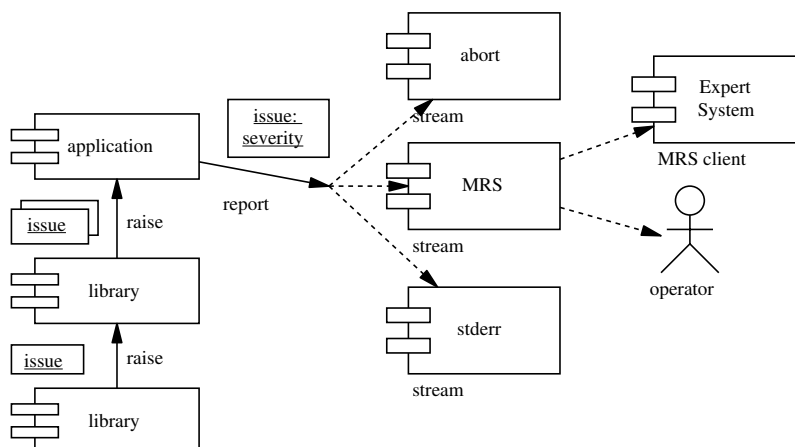 abort
stream
Expert
System
MRS client
issue:
severity
application
report
MRS
stream
issue
raise
library
operator
stderr
stream
issue
raise
library